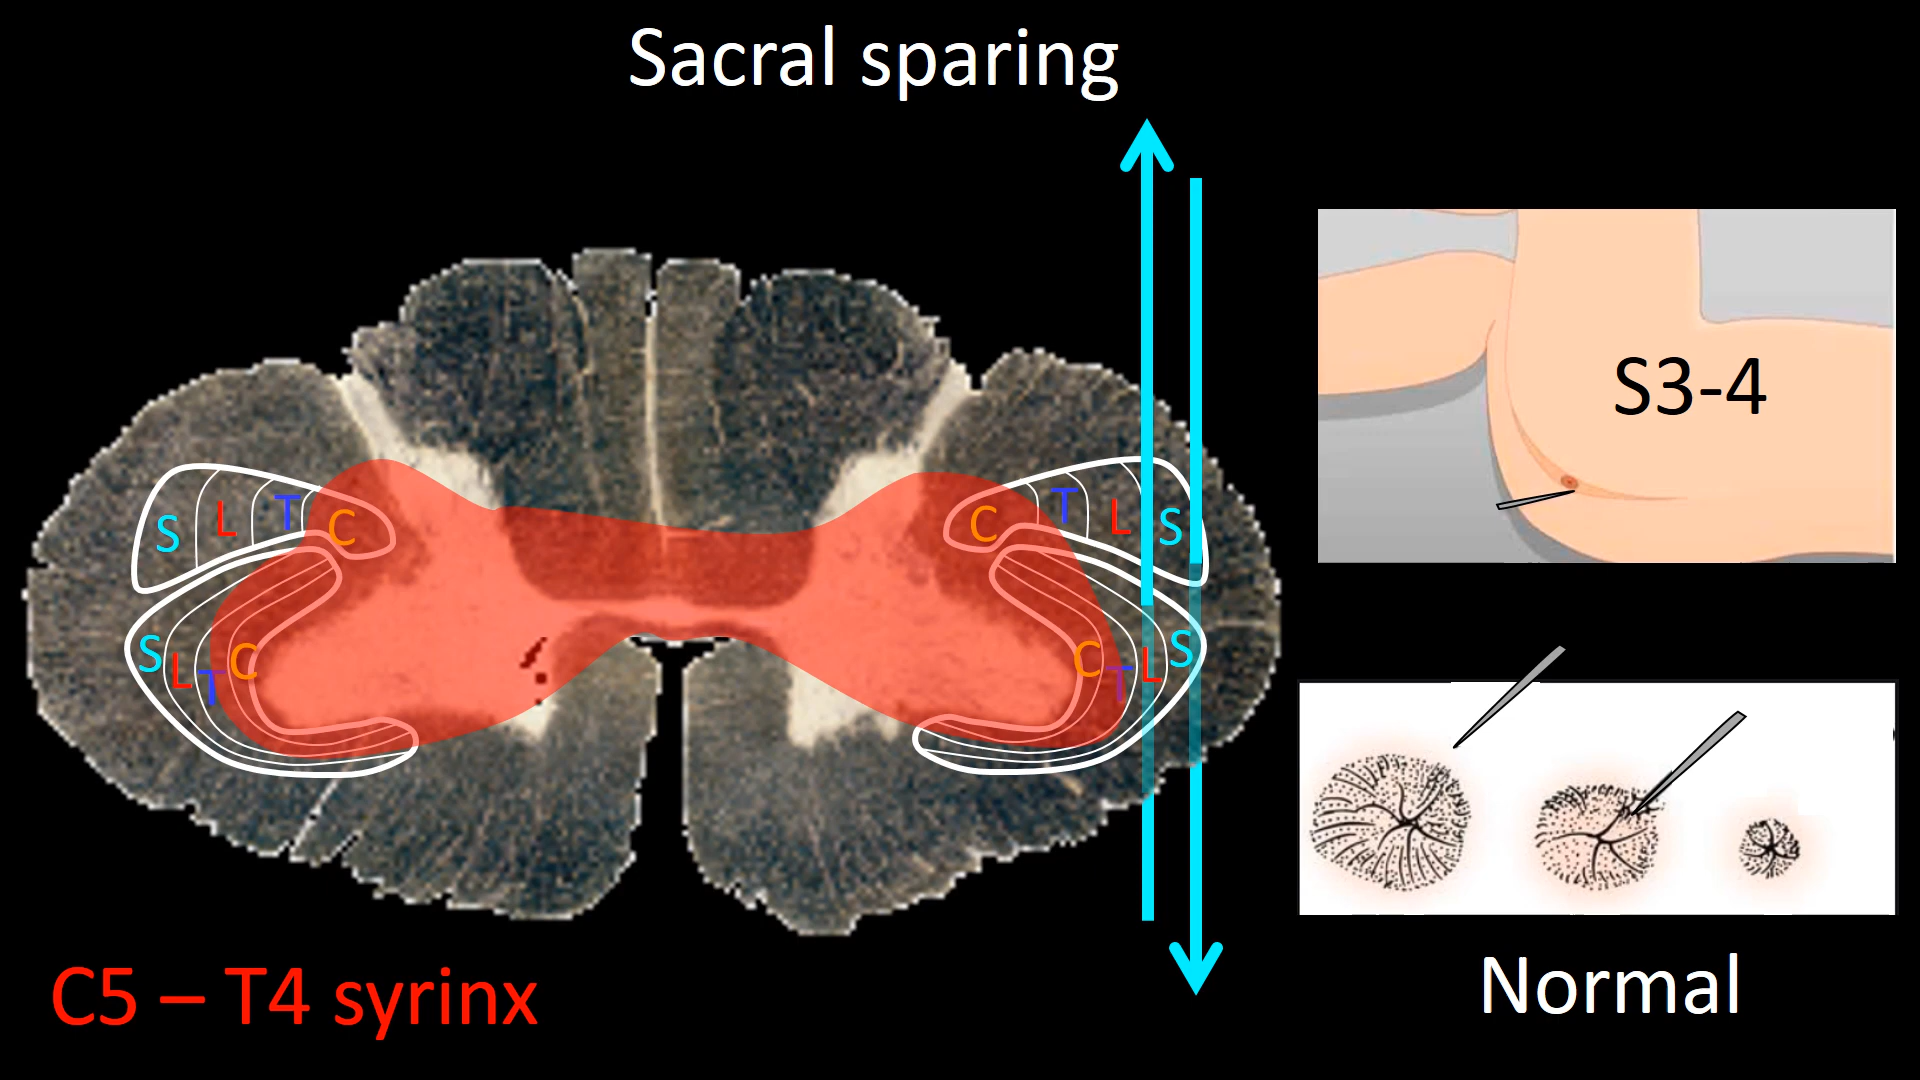 Sacral sparing
S3-4
S L T C
C T L S
S L T C
C T L S
C5 – T4 syrinx
Normal